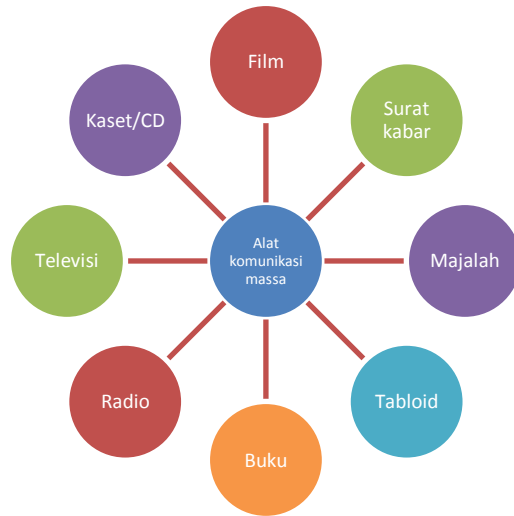 Film
Surat
kabar
Majalah
Tabloid
Buku
Radio
Televisi
Kaset/CD
Alat
komunikasi
massa